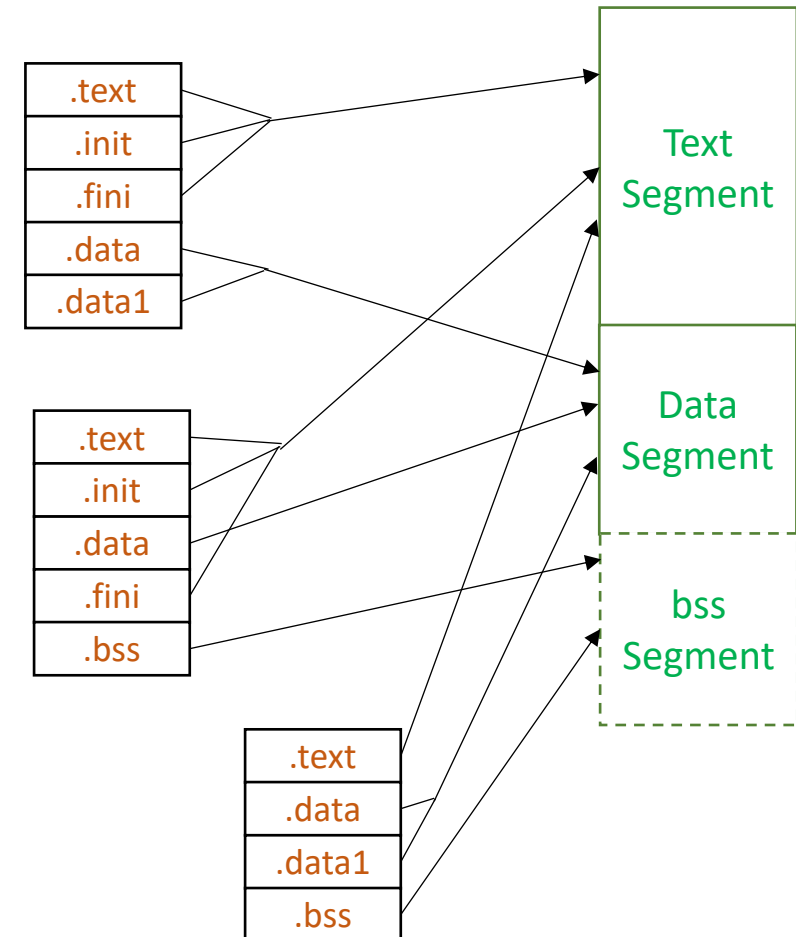 .text
.init
.fini
.data
.data1
.text
.init
.data
.fini
.bss
.text
.data
.data1
.bss
Text
Segment
Data
Segment
bss
Segment